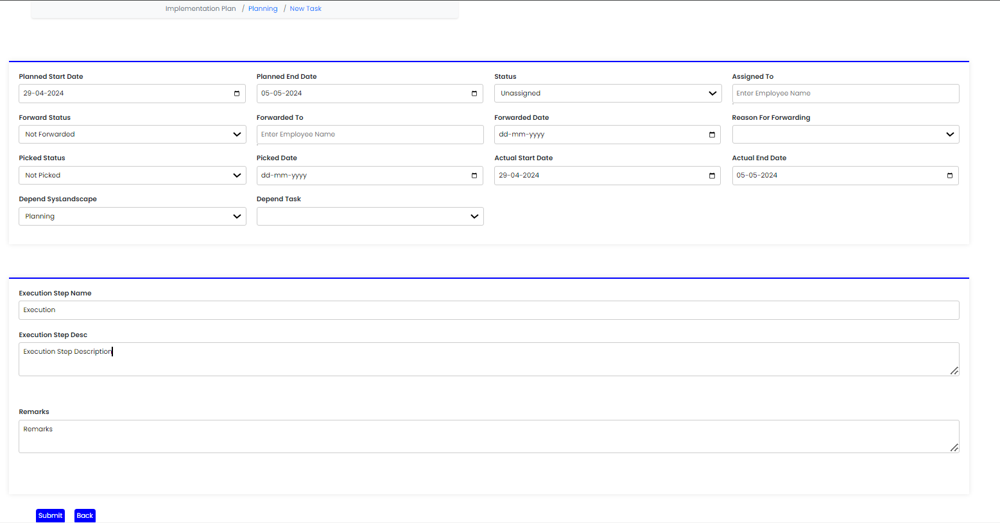 Implementation Plan / Planning / New Task
Planned Start Date Planned End Date Status Assigned To
29-04-2024 05-05-2024 Unassigned Enter Employee Name
Forward Status Forwarded To Forwarded Date Reason For Forwarding
Not Forwarded Enter Employee Name dd-mm-yyyy
Picked Status Picked Date Actual Start Date Actual End Date
Not Picked dd-mm-yyyy 29-04-2024 05-05-2024
Depend SysLandscape Depend Task
Planning
Execution Step Name
Execution
Execution Step Desc
Execution Step Description
Remarks
Remarks
Submit Back